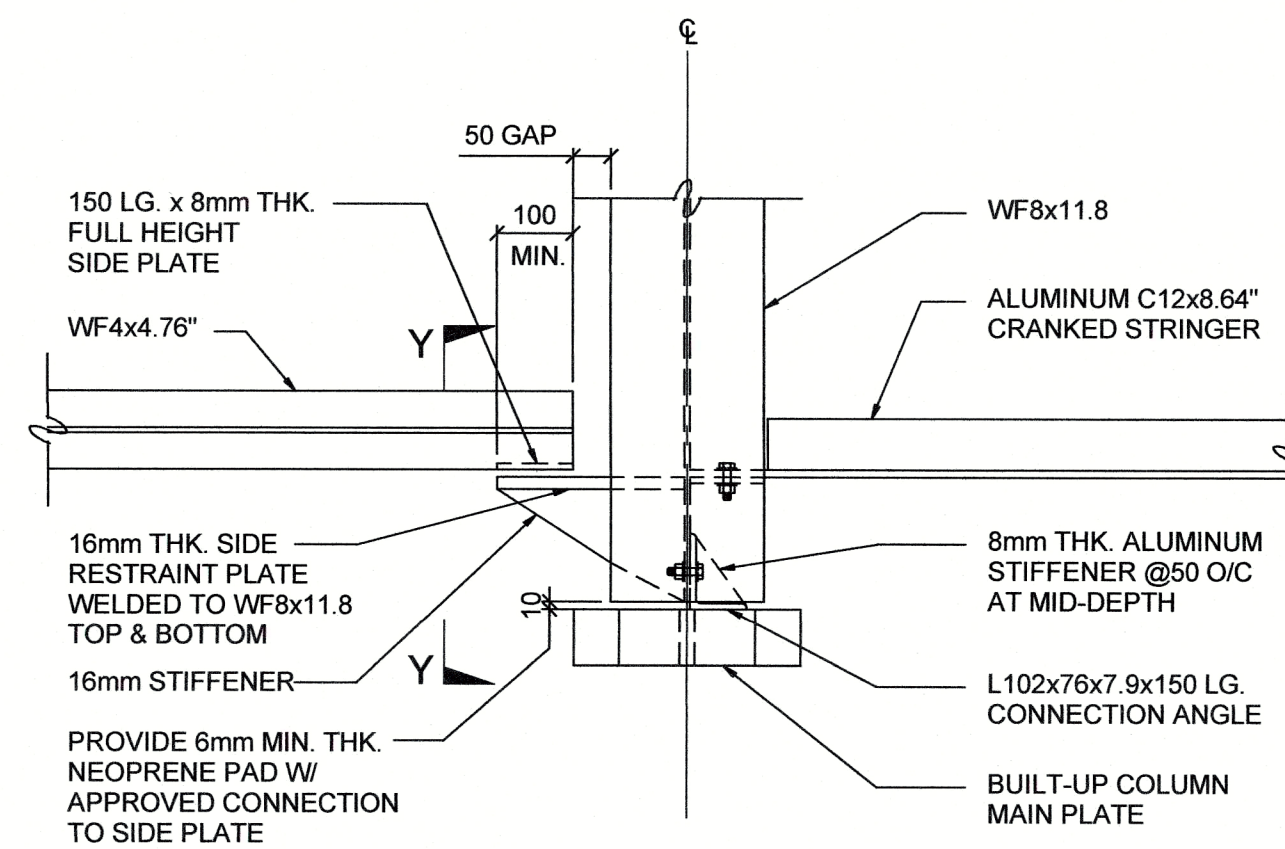 ℄
50 GAP
150 LG. x 8mm THK.
FULL HEIGHT
SIDE PLATE
100
MIN.
WF8x11.8
WF4x4.76"
Y
ALUMINUM C12x8.64"
CRANKED STRINGER
16mm THK. SIDE
RESTRAINT PLATE
WELDED TO WF8x11.8
TOP & BOTTOM
10
8mm THK. ALUMINUM
STIFFENER @50 O/C
AT MID-DEPTH
16mm STIFFENER
Y
L102x76x7.9x150 LG.
CONNECTION ANGLE
PROVIDE 6mm MIN. THK.
NEOPRENE PAD W/
APPROVED CONNECTION
TO SIDE PLATE
BUILT-UP COLUMN
MAIN PLATE